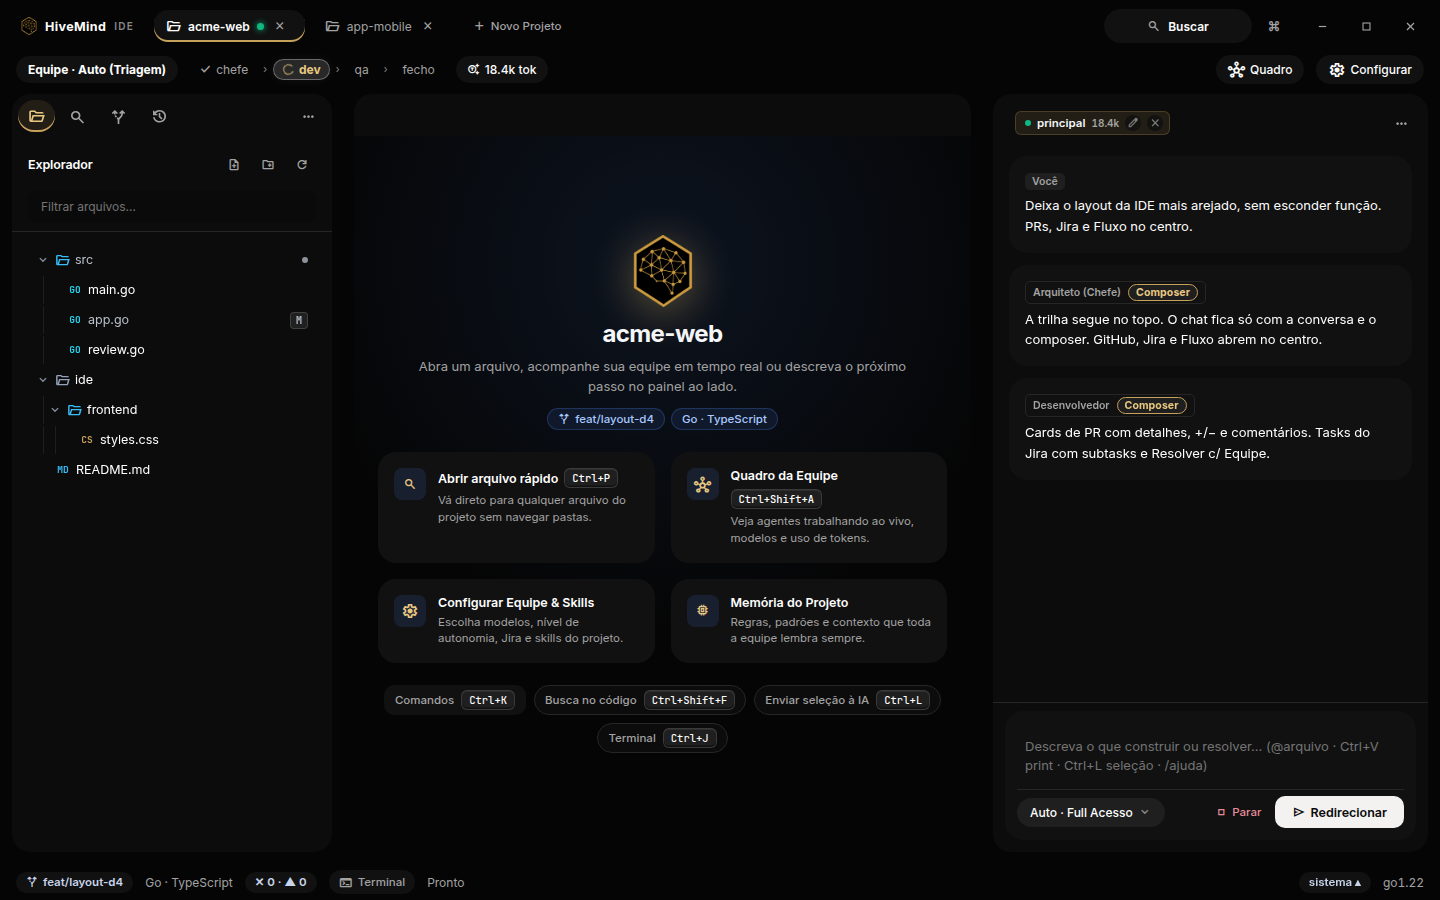 HiveMind IDE
acme-web
app-mobile
Novo Projeto
Buscar
Equipe · Auto (Triagem)
chefe
dev
qa
fecho
18.4k tok
Quadro
Configurar
Explorador
Filtrar arquivos...
src
GO main.go
GO app.go M
GO review.go
ide
frontend
CS styles.css
MD README.md
acme-web
Abra um arquivo, acompanhe sua equipe em tempo real ou descreva o próximo
passo no painel ao lado.
feat/layout-d4
Go · TypeScript
Abrir arquivo rápido Ctrl+P
Vá direto para qualquer arquivo do
projeto sem navegar pastas.
Quadro da Equipe
Ctrl+Shift+A
Veja agentes trabalhando ao vivo,
modelos e uso de tokens.
Configurar Equipe & Skills
Escolha modelos, nível de
autonomia, Jira e skills do projeto.
Memória do Projeto
Regras, padrões e contexto que toda
a equipe lembra sempre.
Comandos Ctrl+K
Busca no código Ctrl+Shift+F
Enviar seleção à IA Ctrl+L
Terminal Ctrl+J
principal 18.4k
Você
Deixa o layout da IDE mais arejado, sem esconder função.
PRs, Jira e Fluxo no centro.
Arquiteto (Chefe) Composer
A trilha segue no topo. O chat fica só com a conversa e o
composer. GitHub, Jira e Fluxo abrem no centro.
Desenvolvedor Composer
Cards de PR com detalhes, +/− e comentários. Tasks do
Jira com subtasks e Resolver c/ Equipe.
Descreva o que construir ou resolver... (@arquivo · Ctrl+V
print · Ctrl+L seleção · /ajuda)
Auto · Full Acesso
Parar
Redirecionar
feat/layout-d4
Go · TypeScript
✕ 0 · ▲ 0
Terminal
Pronto
sistema ▴
go1.22